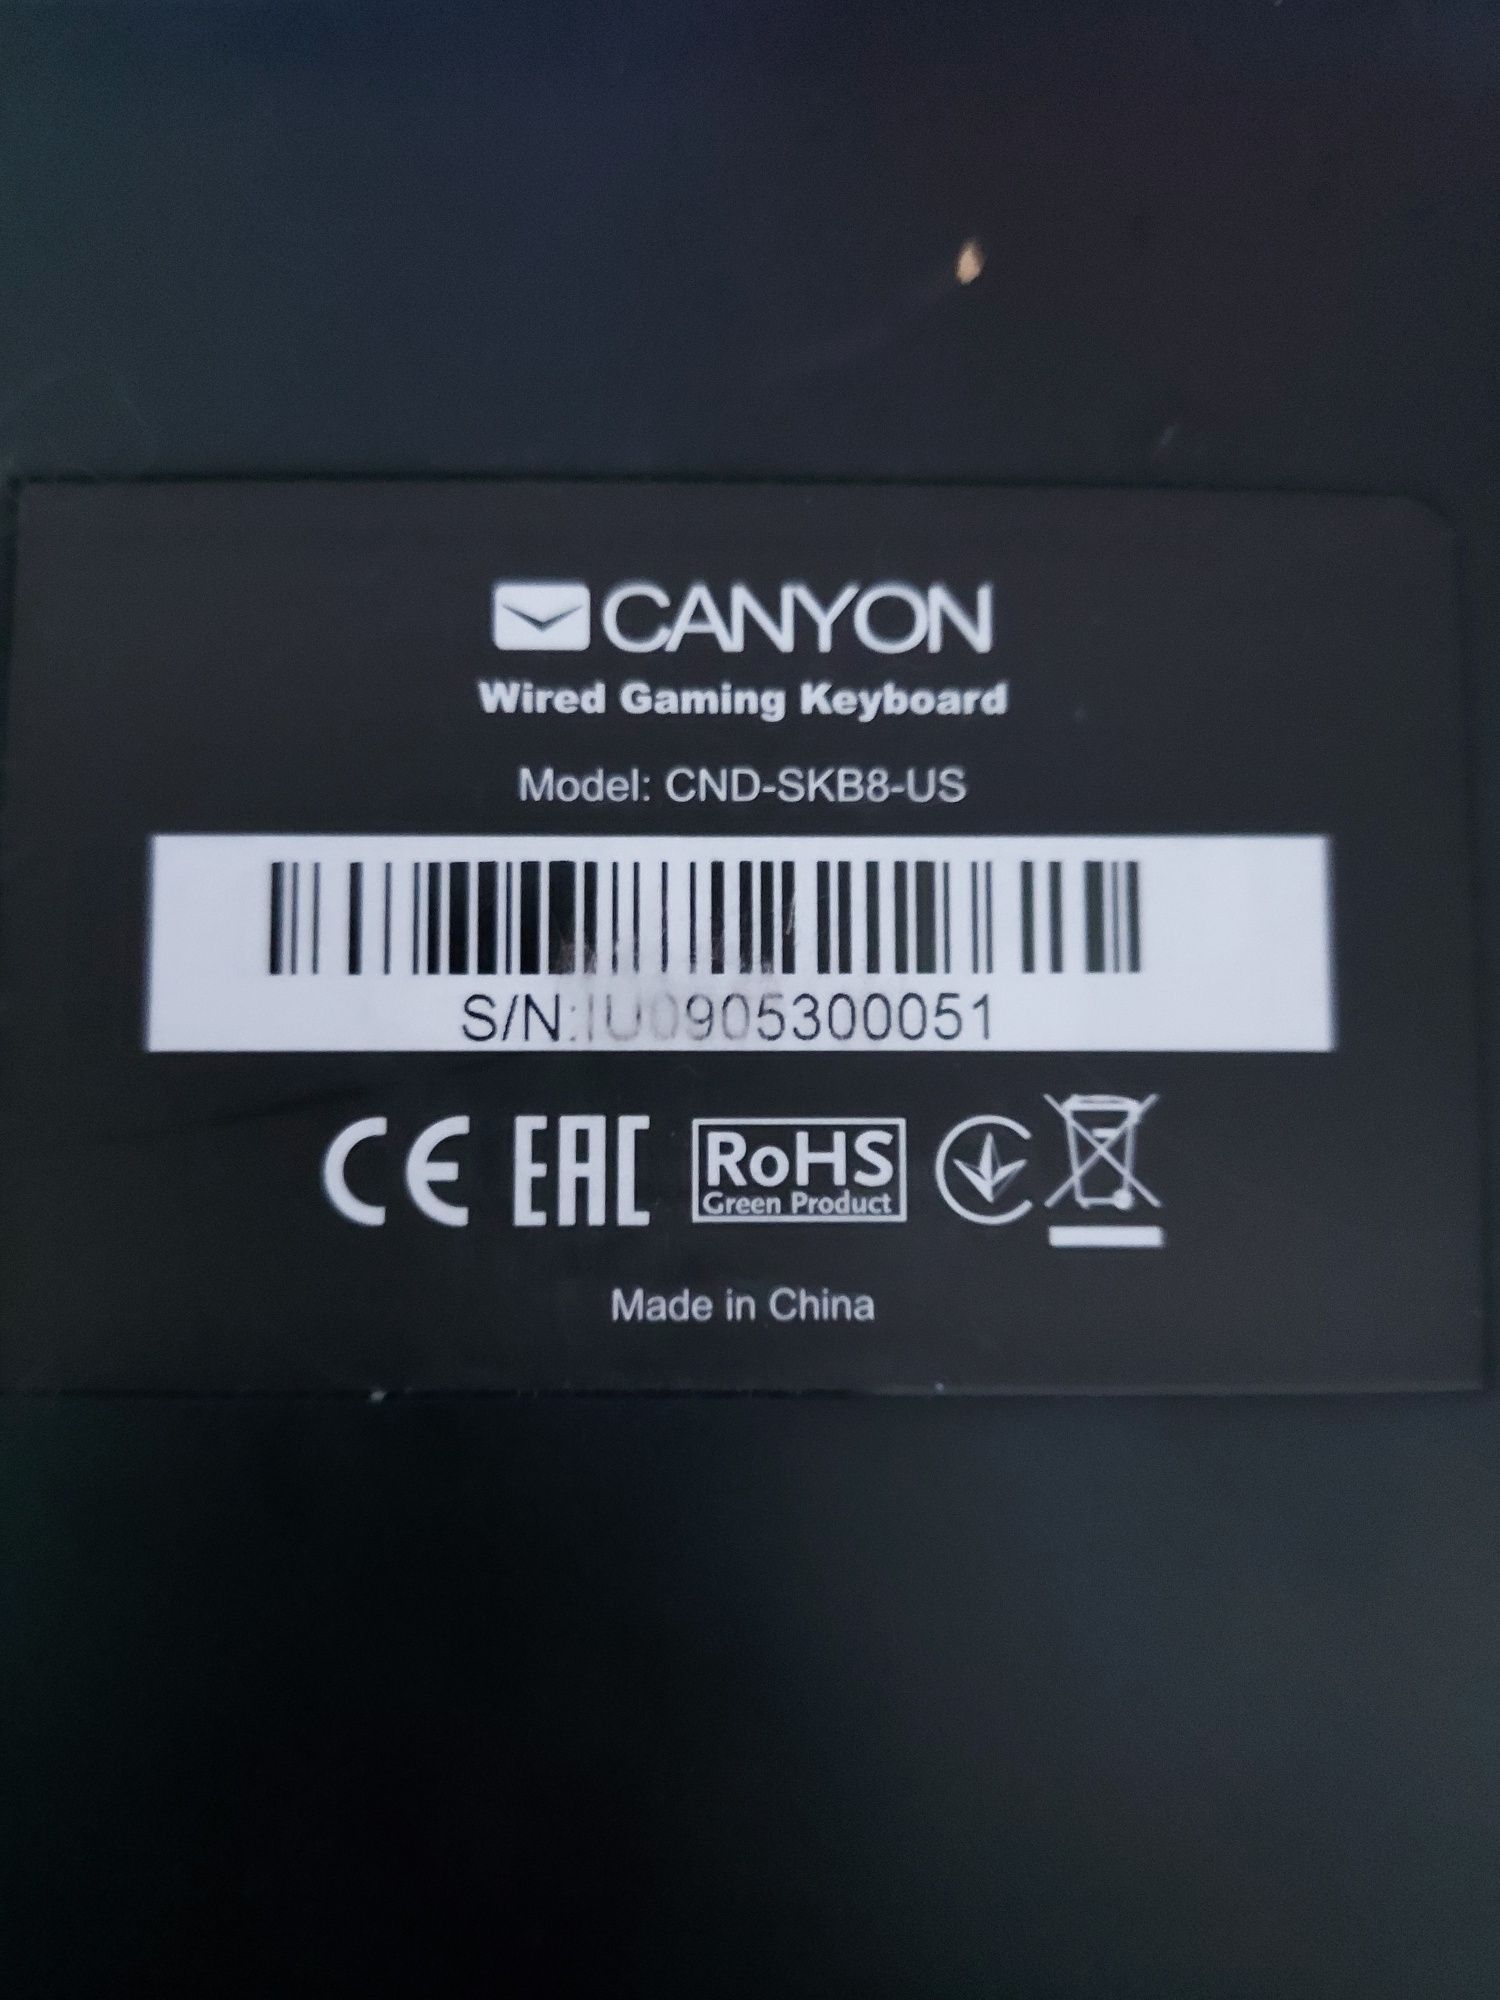 CANYON
Wired Gaming Keyboard
Model: CND-SKB8-US
S/N:IU0905300051
CE EAC RoHS
Green Product
Made in China